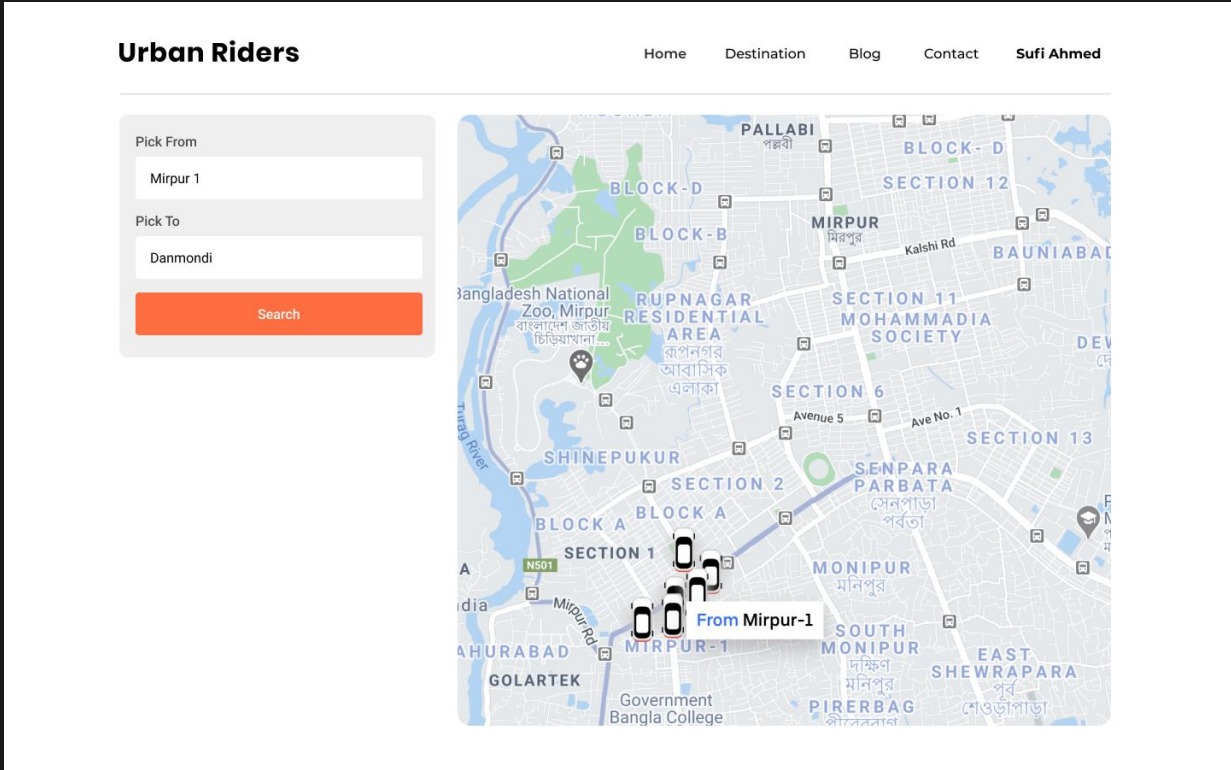 Urban Riders
Home
Destination
Blog
Contact
Sufi Ahmed
Pick From
Mirpur 1
Pick To
Danmondi
Search
PALLABI
পল্লবী
BLOCK- D
SECTION 12
BLOCK-D
MIRPUR
মিরপুর
BLOCK-B
Kalshi Rd
BAUNIABAD
Bangladesh National
Zoo, Mirpur
বাংলাদেশ জাতীয়
চিড়িয়াখানা...
RUPNAGAR
RESIDENTIAL
AREA
রূপনগর
আবাসিক
এলাকা
SECTION 11
MOHAMMADIA
SOCIETY
SECTION 6
Avenue 5
Ave No. 1
SECTION 13
Turag River
SHINEPUKUR
SECTION 2
SENPARA
PARBATA
সেনপাড়া
পর্বতা
BLOCK A
BLOCK A
SECTION 1
N501
MONIPUR
মনিপুর
Mirpur Rd
From Mirpur-1
MIRPUR-1
SOUTH
MONIPUR
দক্ষিণ
মনিপুর
EAST
SHEWRAPARA
পূর্ব
শেওড়াপাড়া
AHURABAD
GOLARTEK
Government
Bangla College
PIRERBAG